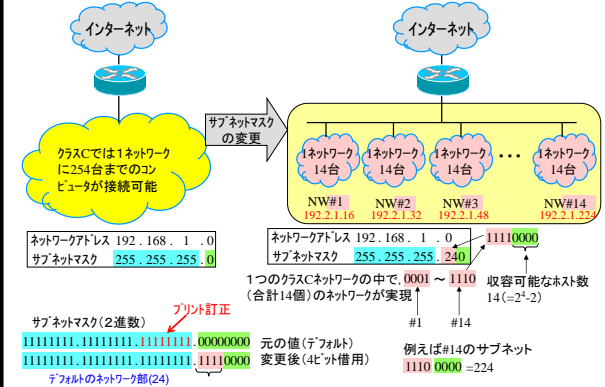 インターネット
インターネット
サブネットマスク
の変更
クラスCでは1ネットワーク
に254台までのコン
ピュータが接続可能
1ネットワーク
14台
1ネットワーク
14台
1ネットワーク
14台
・・・
1ネットワーク
14台
NW#1
192.2.1.16
NW#2
192.2.1.32
NW#3
192.2.1.48
NW#14
192.2.1.224
ネットワークアドレス 192.168. 1 .0
サブネットマスク 255.255.255.0
ネットワークアドレス 192.168. 1 .0
サブネットマスク 255.255.255.240
11110000
1つのクラスCネットワークの中で,0001 ~ 1110
(合計14個)のネットワークが実現
収容可能なホスト数
14(=2⁴-2)
#1
#14
プリント訂正
サブネットマスク(2進数)
11111111.11111111.11111111.00000000 元の値(デフォルト)
11111111.11111111.11111111.11110000 変更後(4ビット借用)
デフォルトのネットワーク部(24)
例えば#14のサブネット
1110 0000 =224